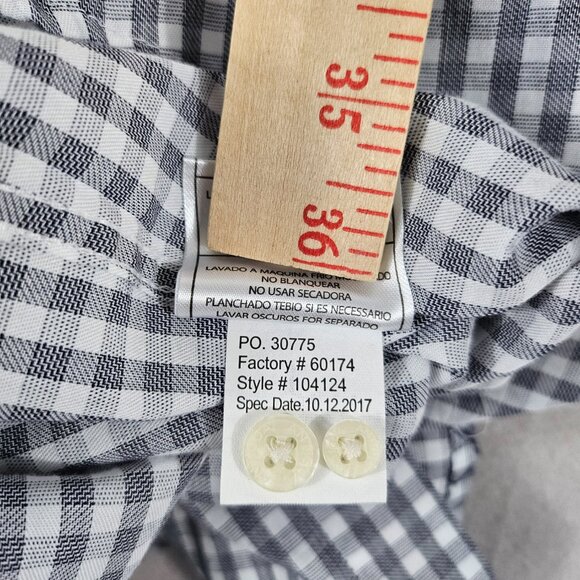 35
36
LAVADO A MAQUINA FRIO
NO BLANQUEAR
NO USAR SECADORA
PLANCHADO TEBIO SI ES NECESSARIO
LAVAR OSCUROS FOR SEPARADO
PO. 30775
Factory # 60174
Style # 104124
Spec Date.10.12.2017